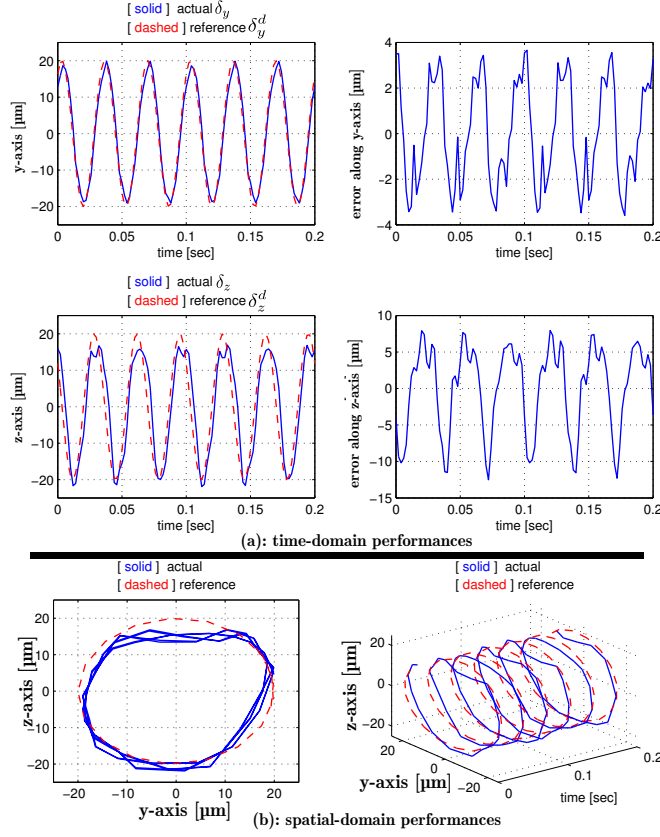 [ solid ] actual δy
[ dashed ] reference δy^d
20
10
0
−10
−20
y-axis [µm]
0 0.05 0.1 0.15 0.2
time [sec]
4
2
0
−2
−4
error along y-axis [µm]
0 0.05 0.1 0.15 0.2
time [sec]
[ solid ] actual δz
[ dashed ] reference δz^d
20
10
0
−10
−20
z-axis [µm]
0 0.05 0.1 0.15 0.2
time [sec]
10
5
0
−5
−10
−15
error along z-axis [µm]
0 0.05 0.1 0.15 0.2
time [sec]
(a): time-domain performances
[ solid ] actual
[ dashed ] reference
20
10
0
−10
−20
z-axis [µm]
−20 −10 0 10 20
y-axis [µm]
[ solid ] actual
[ dashed ] reference
20
0
−20
z-axis [µm]
20
0
−20
y-axis [µm]
0
0.1
0.2
time [sec]
(b): spatial-domain performances